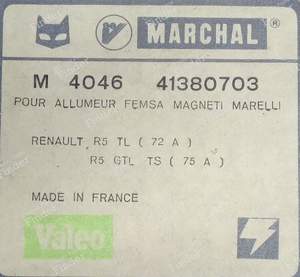 MARCHAL ®
M 4046 41380703
POUR ALLUMEUR FEMSA MAGNETI MARELLI
RENAULT R5 TL ( 72 A )
R5 GTL TS ( 75 A )
MADE IN FRANCE
Valeo